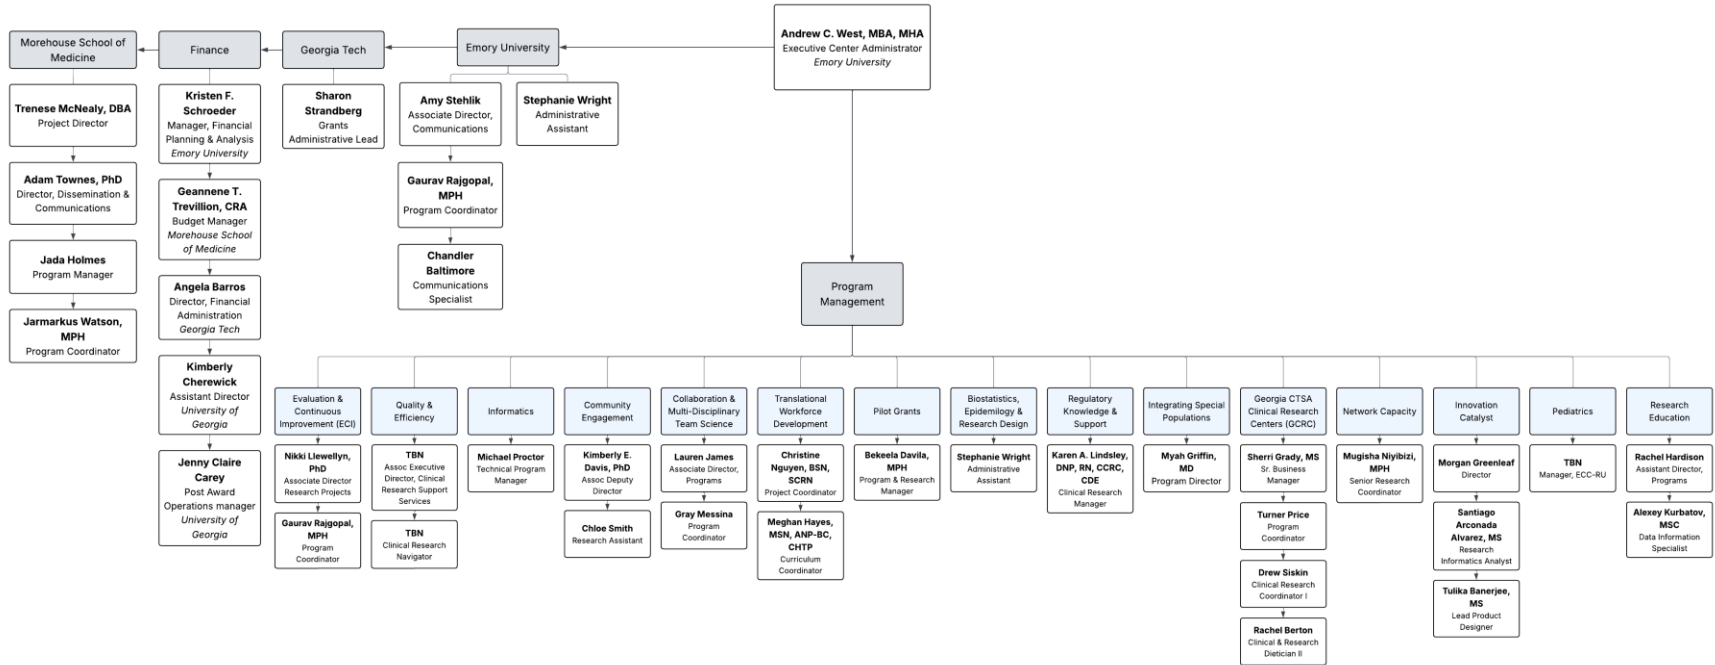 Andrew C. West, MBA, MHA
Executive Center Administrator
Emory University
Morehouse School of
Medicine
Finance
Georgia Tech
Emory University
Trenese McNealy, DBA
Project Director
Adam Townes, PhD
Director, Dissemination &
Communications
Jada Holmes
Program Manager
Jarmarkus Watson,
MPH
Program Coordinator
Kristen F.
Schroeder
Manager, Financial
Planning & Analysis
Emory University
Geannene T.
Trevillion, CRA
Budget Manager
Morehouse School
of Medicine
Angela Barros
Director, Financial
Administration
Georgia Tech
Kimberly
Cherewick
Assistant Director
University of
Georgia
Jenny Claire
Carey
Post Award
Operations manager
University of
Georgia
Sharon
Strandberg
Grants
Administrative Lead
Amy Stehlik
Associate Director,
Communications
Gaurav Rajgopal,
MPH
Program Coordinator
Chandler
Baltimore
Communications
Specialist
Stephanie Wright
Administrative
Assistant
Program
Management
Evaluation &
Continuous
Improvement (ECI)
Nikki Llewellyn,
PhD
Associate Director
Research Projects
Gaurav Rajgopal,
MPH
Program
Coordinator
Quality &
Efficiency
TBN
Assoc Executive
Director, Clinical
Research Support
Services
TBN
Clinical Research
Navigator
Informatics
Michael Proctor
Technical Program
Manager
Community
Engagement
Kimberly E.
Davis, PhD
Assoc Deputy
Director
Chloe Smith
Research Assistant
Collaboration &
Multi-Disciplinary
Team Science
Lauren James
Associate Director,
Programs
Gray Messina
Program
Coordinator
Translational
Workforce
Development
Christine
Nguyen, BSN,
SCRN
Project Coordinator
Meghan Hayes,
MSN, ANP-BC,
CHTP
Curriculum
Coordinator
Pilot Grants
Bekeela Davila,
MPH
Program & Research
Manager
Biostatistics,
Epidemilogy &
Research Design
Stephanie Wright
Administrative
Assistant
Regulatory
Knowledge &
Support
Karen A. Lindsley,
DNP, RN, CCRC,
CDE
Clinical Research
Manager
Integrating Special
Populations
Myah Griffin,
MD
Program Director
Georgia CTSA
Clinical Research
Centers (GCRC)
Sherri Grady, MS
Sr. Business
Manager
Turner Price
Program
Coordinator
Drew Siskin
Clinical Research
Coordinator I
Rachel Berton
Clinical & Research
Dietician II
Network Capacity
Mugisha Niyibizi,
MPH
Senior Research
Coordinator
Innovation
Catalyst
Morgan Greenleaf
Director
Santiago
Arconada
Alvarez, MS
Research
Informatics Analyst
Tulika Banerjee,
MS
Lead Product
Designer
Pediatrics
TBN
Manager, ECC-RU
Research
Education
Rachel Hardison
Assistant Director,
Programs
Alexey Kurbatov,
MSC
Data Information
Specialist